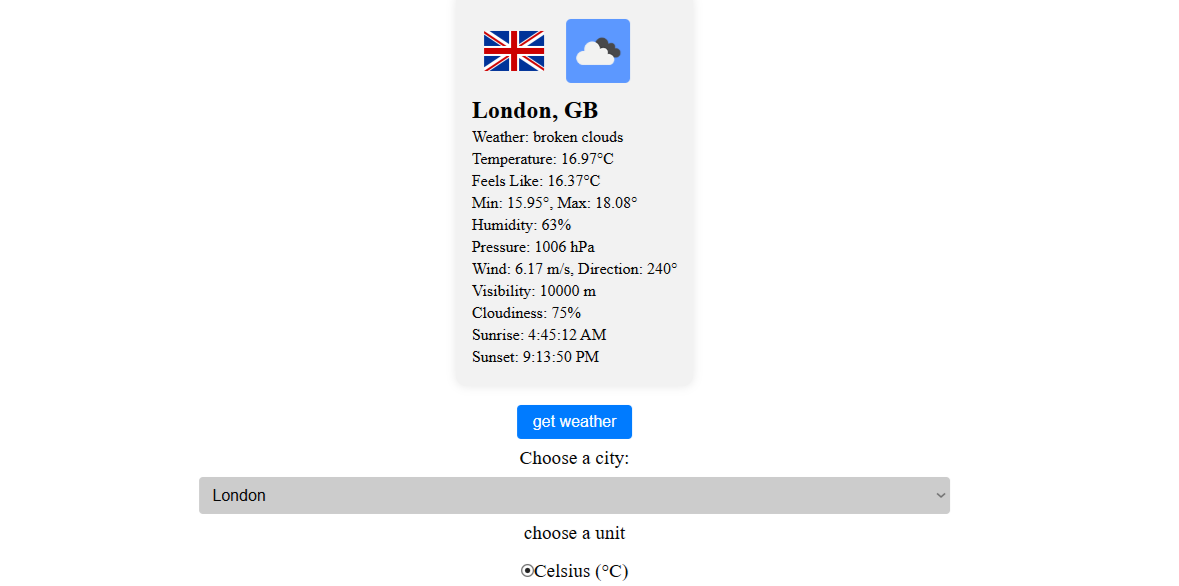 London, GB
Weather: broken clouds
Temperature: 16.97°C
Feels Like: 16.37°C
Min: 15.95°, Max: 18.08°
Humidity: 63%
Pressure: 1006 hPa
Wind: 6.17 m/s, Direction: 240°
Visibility: 10000 m
Cloudiness: 75%
Sunrise: 4:45:12 AM
Sunset: 9:13:50 PM
get weather
Choose a city:
London
choose a unit
Celsius (°C)